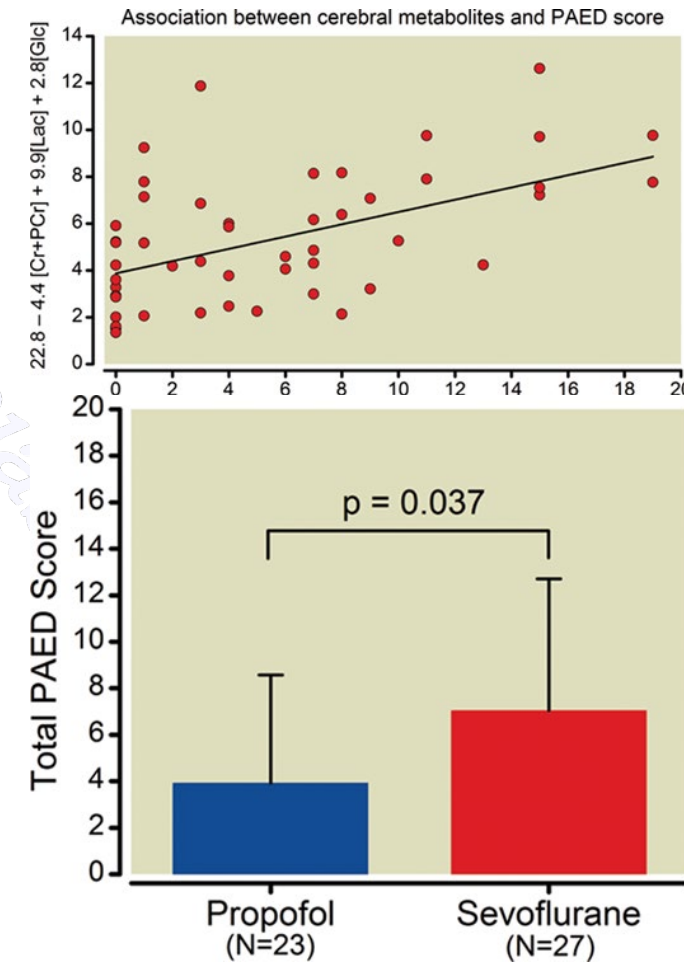 Association between cerebral metabolites and PAED score
22.8 – 4.4 [Cr+PCr] + 9.9[Lac] + 2.8[Glc]
14
12
10
8
6
4
2
0
0 2 4 6 8 10 12 14 16 18 20
Total PAED Score
20
18
16
14
12
10
8
6
4
2
0
p = 0.037
Propofol Sevoflurane
(N=23) (N=27)